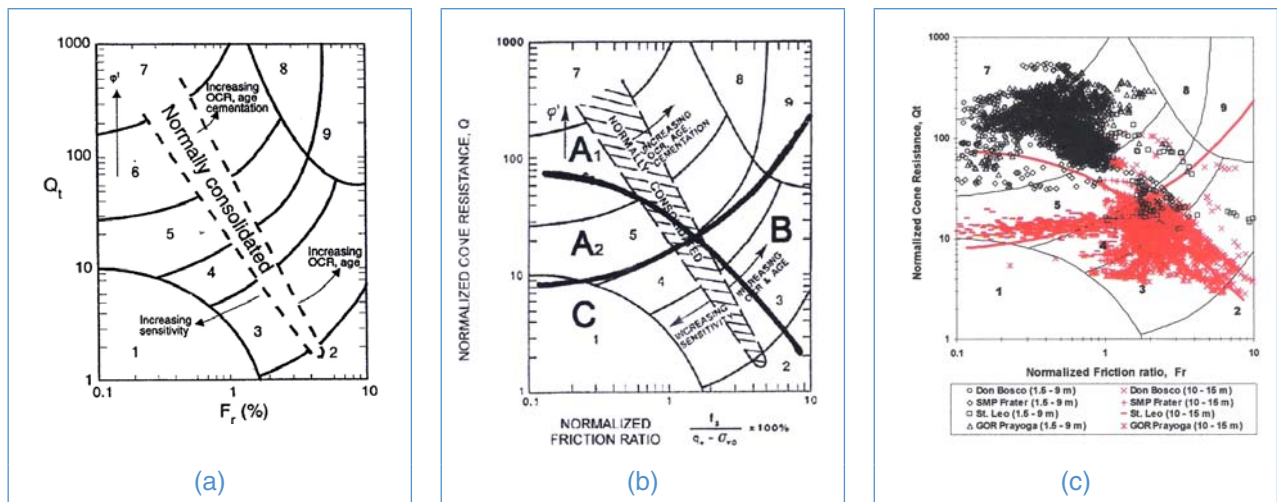 1000
7
8
φ'
Increasing
OCR, age
cementation
Normally consolidated
9
100
Qt
6
5
10
4
Increasing
OCR, age
Increasing
sensitivity
3
1
2
1
0.1
1
10
Fr (%)
(a)
1000
7
8
φ'
INCREASING
OCR, AGE
CEMENTATION
NORMALLY CONSOLIDATED
9
A1
100
NORMALIZED CONE RESISTANCE, Q
A2
5
B
10
INCREASING
OCR & AGE
4
C
INCREASING
SENSITIVITY
3
1
2
1
0.1
1
10
NORMALIZED
FRICTION RATIO
x100%
(b)
1000
7
8
9
100
Normalized Cone Resistance, Qt
5
10
4
1
3
2
1
0.1
1
10
Normalized Friction ratio, Fr
Don Bosco (1.5 - 9 m)
Don Bosco (10 - 15 m)
SMP Frater (1.5 - 9 m)
SMP Frater (10 - 15 m)
St. Leo (1.5 - 9 m)
St. Leo (10 - 15 m)
GOR Prayoga (1.5 - 9 m)
GOR Prayoga (10 - 15 m)
(c)